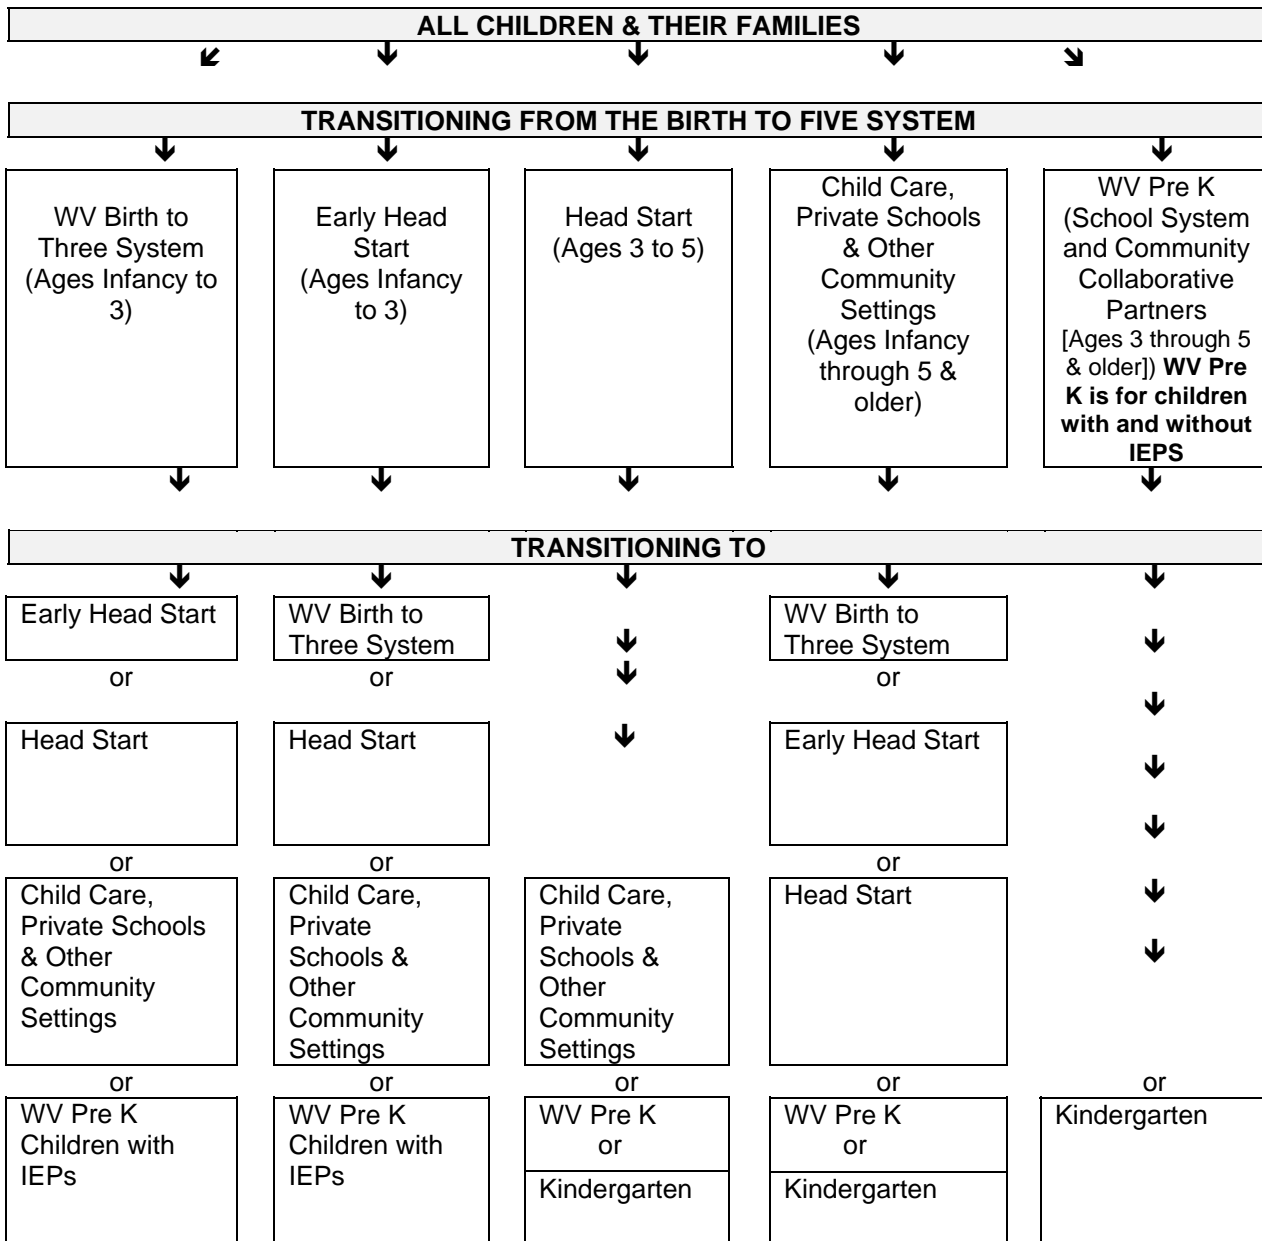 ALL CHILDREN & THEIR FAMILIES
TRANSITIONING FROM THE BIRTH TO FIVE SYSTEM
WV Birth to
Three System
(Ages Infancy to
3)
Early Head
Start
(Ages Infancy
to 3)
Head Start
(Ages 3 to 5)
Child Care,
Private Schools
& Other
Community
Settings
(Ages Infancy
through 5 &
older)
WV Pre K
(School System
and Community
Collaborative
Partners
[Ages 3 through 5
& older]) WV Pre
K is for children
with and without
IEPS
TRANSITIONING TO
Early Head Start
or
Head Start
or
Child Care,
Private Schools
& Other
Community
Settings
or
WV Pre K
Children with
IEPs
WV Birth to
Three System
or
Head Start
or
Child Care,
Private
Schools &
Other
Community
Settings
or
WV Pre K
Children with
IEPs
Child Care,
Private
Schools &
Other
Community
Settings
or
WV Pre K
or
Kindergarten
WV Birth to
Three System
or
Early Head Start
or
Head Start
or
WV Pre K
or
Kindergarten
or
Kindergarten